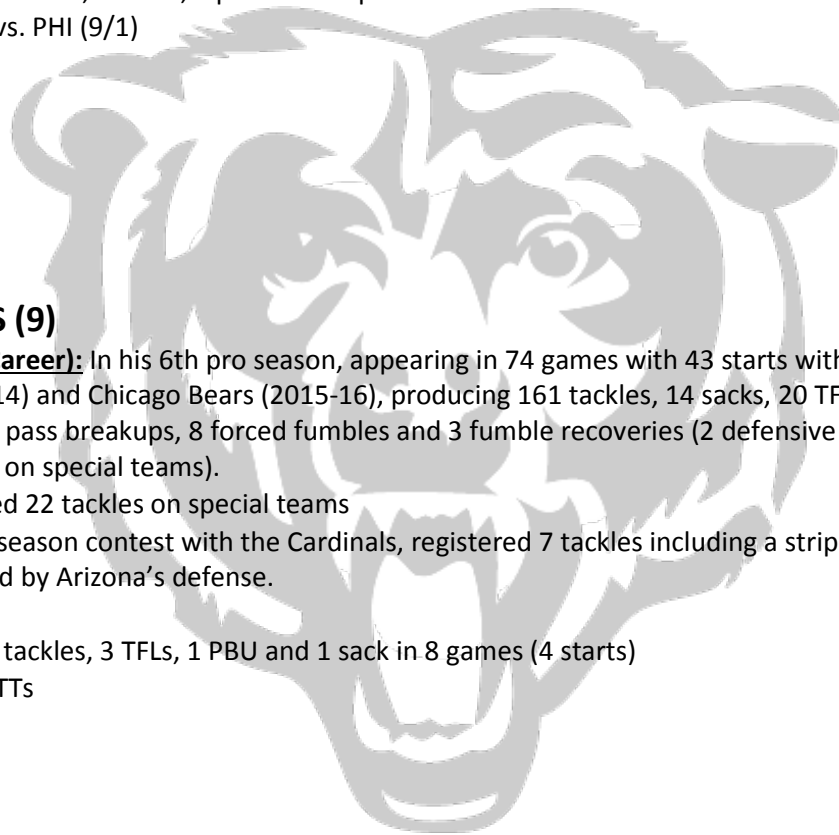 vs. PHI (9/1)
S (9)
areer): In his 6th pro season, appearing in 74 games with 43 starts with
14) and Chicago Bears (2015-16), producing 161 tackles, 14 sacks, 20 TF
pass breakups, 8 forced fumbles and 3 fumble recoveries (2 defensive
on special teams).
ed 22 tackles on special teams
season contest with the Cardinals, registered 7 tackles including a strip
d by Arizona’s defense.
tackles, 3 TFLs, 1 PBU and 1 sack in 8 games (4 starts)
TTs